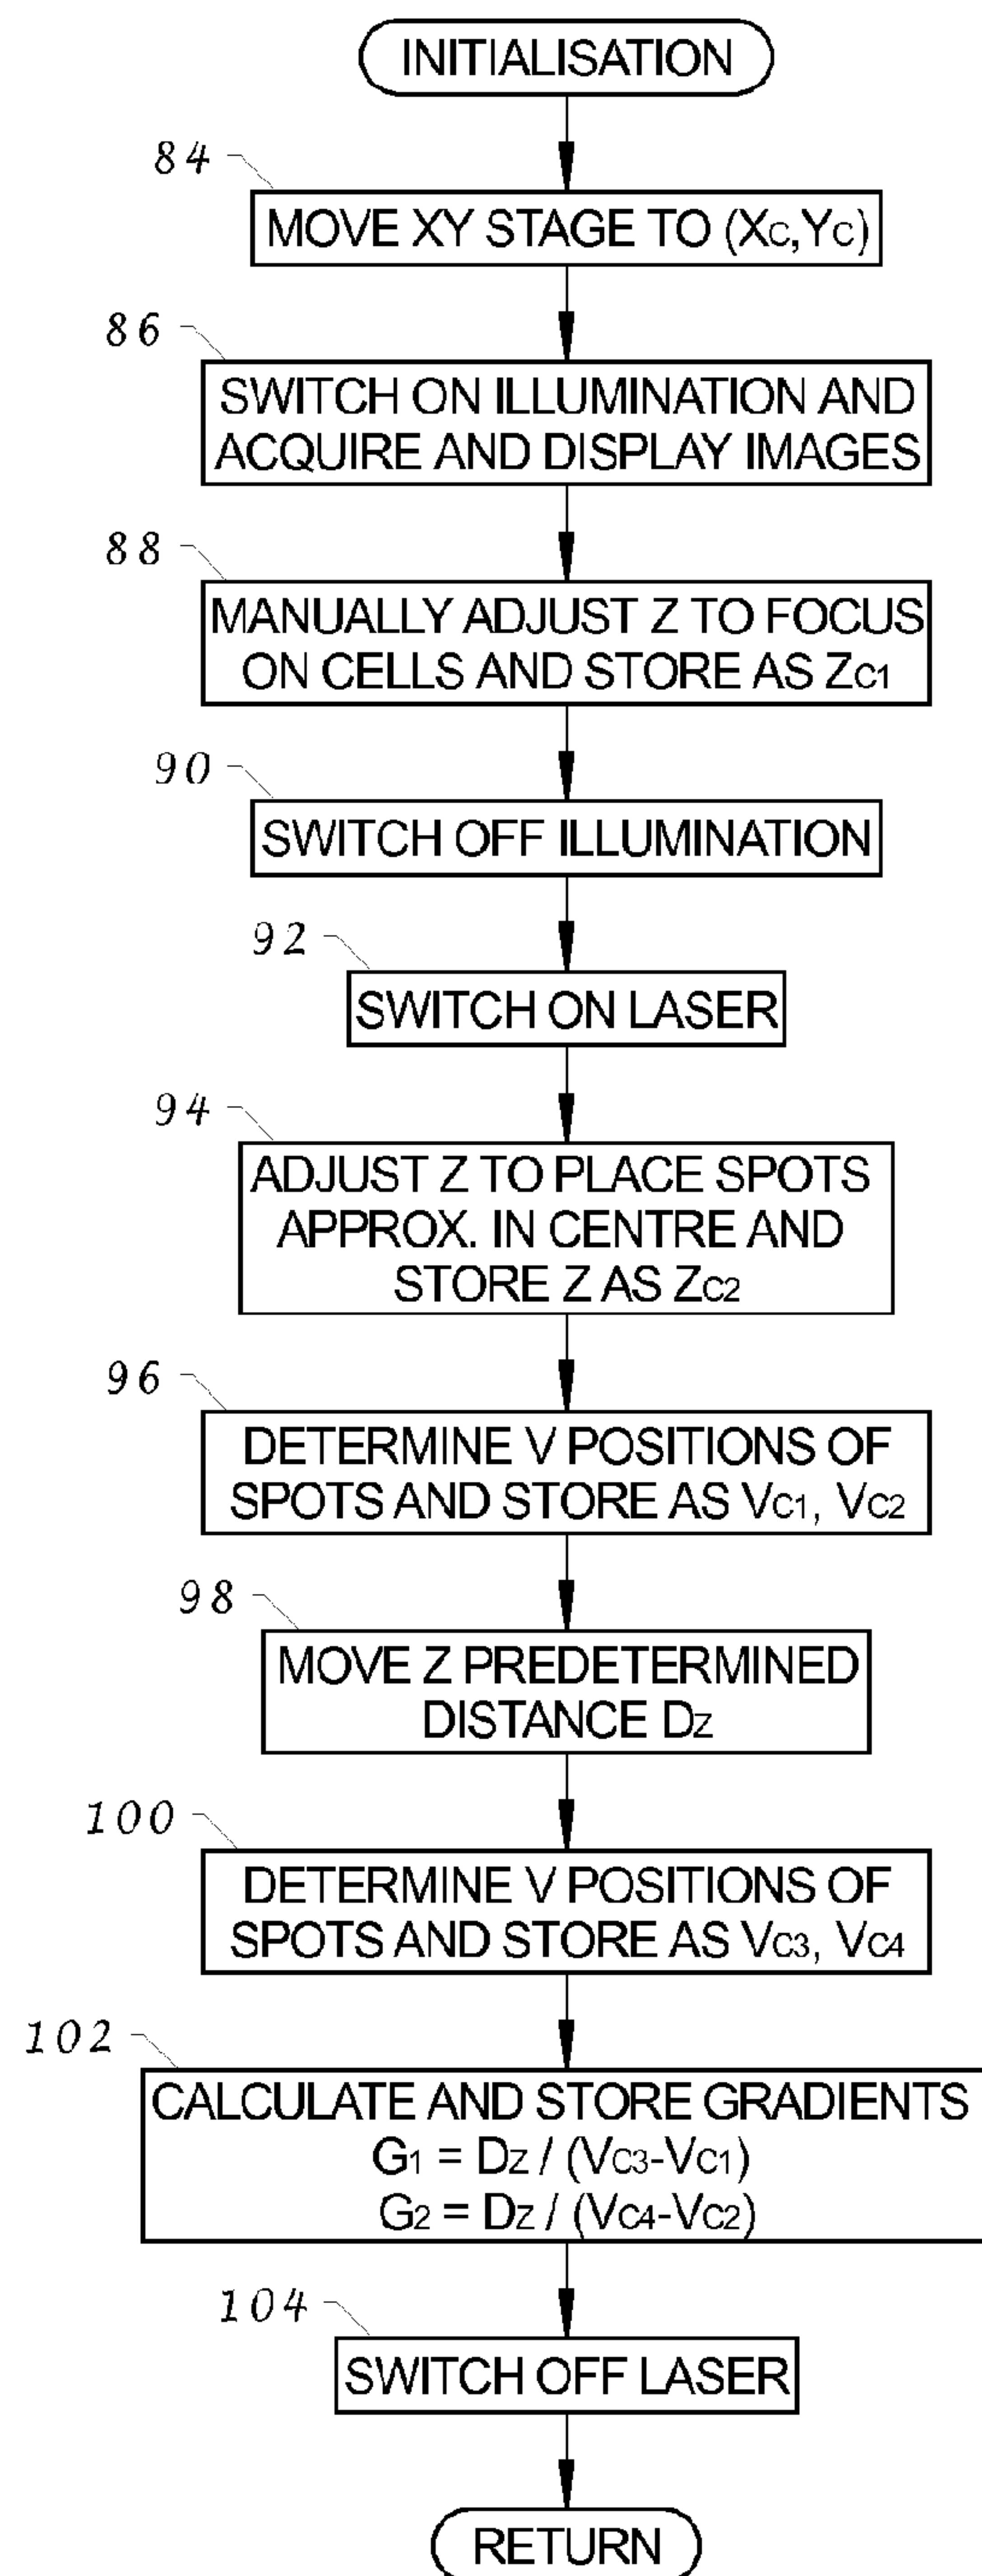 INITIALISATION
84
MOVE XY STAGE TO (XC,YC)
86
SWITCH ON ILLUMINATION AND
ACQUIRE AND DISPLAY IMAGES
88
MANUALLY ADJUST Z TO FOCUS
ON CELLS AND STORE AS ZC1
90
SWITCH OFF ILLUMINATION
92
SWITCH ON LASER
94
ADJUST Z TO PLACE SPOTS
APPROX. IN CENTRE AND
STORE Z AS ZC2
96
DETERMINE V POSITIONS OF
SPOTS AND STORE AS VC1, VC2
98
MOVE Z PREDETERMINED
DISTANCE DZ
100
DETERMINE V POSITIONS OF
SPOTS AND STORE AS VC3, VC4
102
CALCULATE AND STORE GRADIENTS
G1 = DZ / (VC3-VC1)
G2 = DZ / (VC4-VC2)
104
SWITCH OFF LASER
RETURN